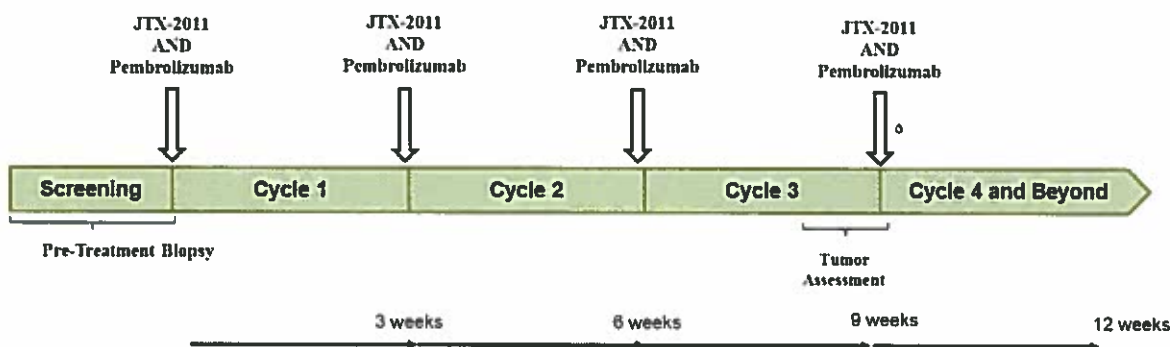 JTX-2011
AND
Pembrolizumab
JTX-2011
AND
Pembrolizumab
JTX-2011
AND
Pembrolizumab
JTX-2011
AND
Pembrolizumab
Screening
Cycle 1
Cycle 2
Cycle 3
Cycle 4 and Beyond
Pre-Treatment Biopsy
Tumor
Assessment
3 weeks
6 weeks
9 weeks
12 weeks